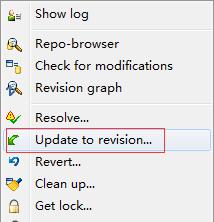 Show log
Repo-browser
Check for modifications
Revision graph
Resolve...
Update to revision...
Revert...
Clean up...
Get lock...